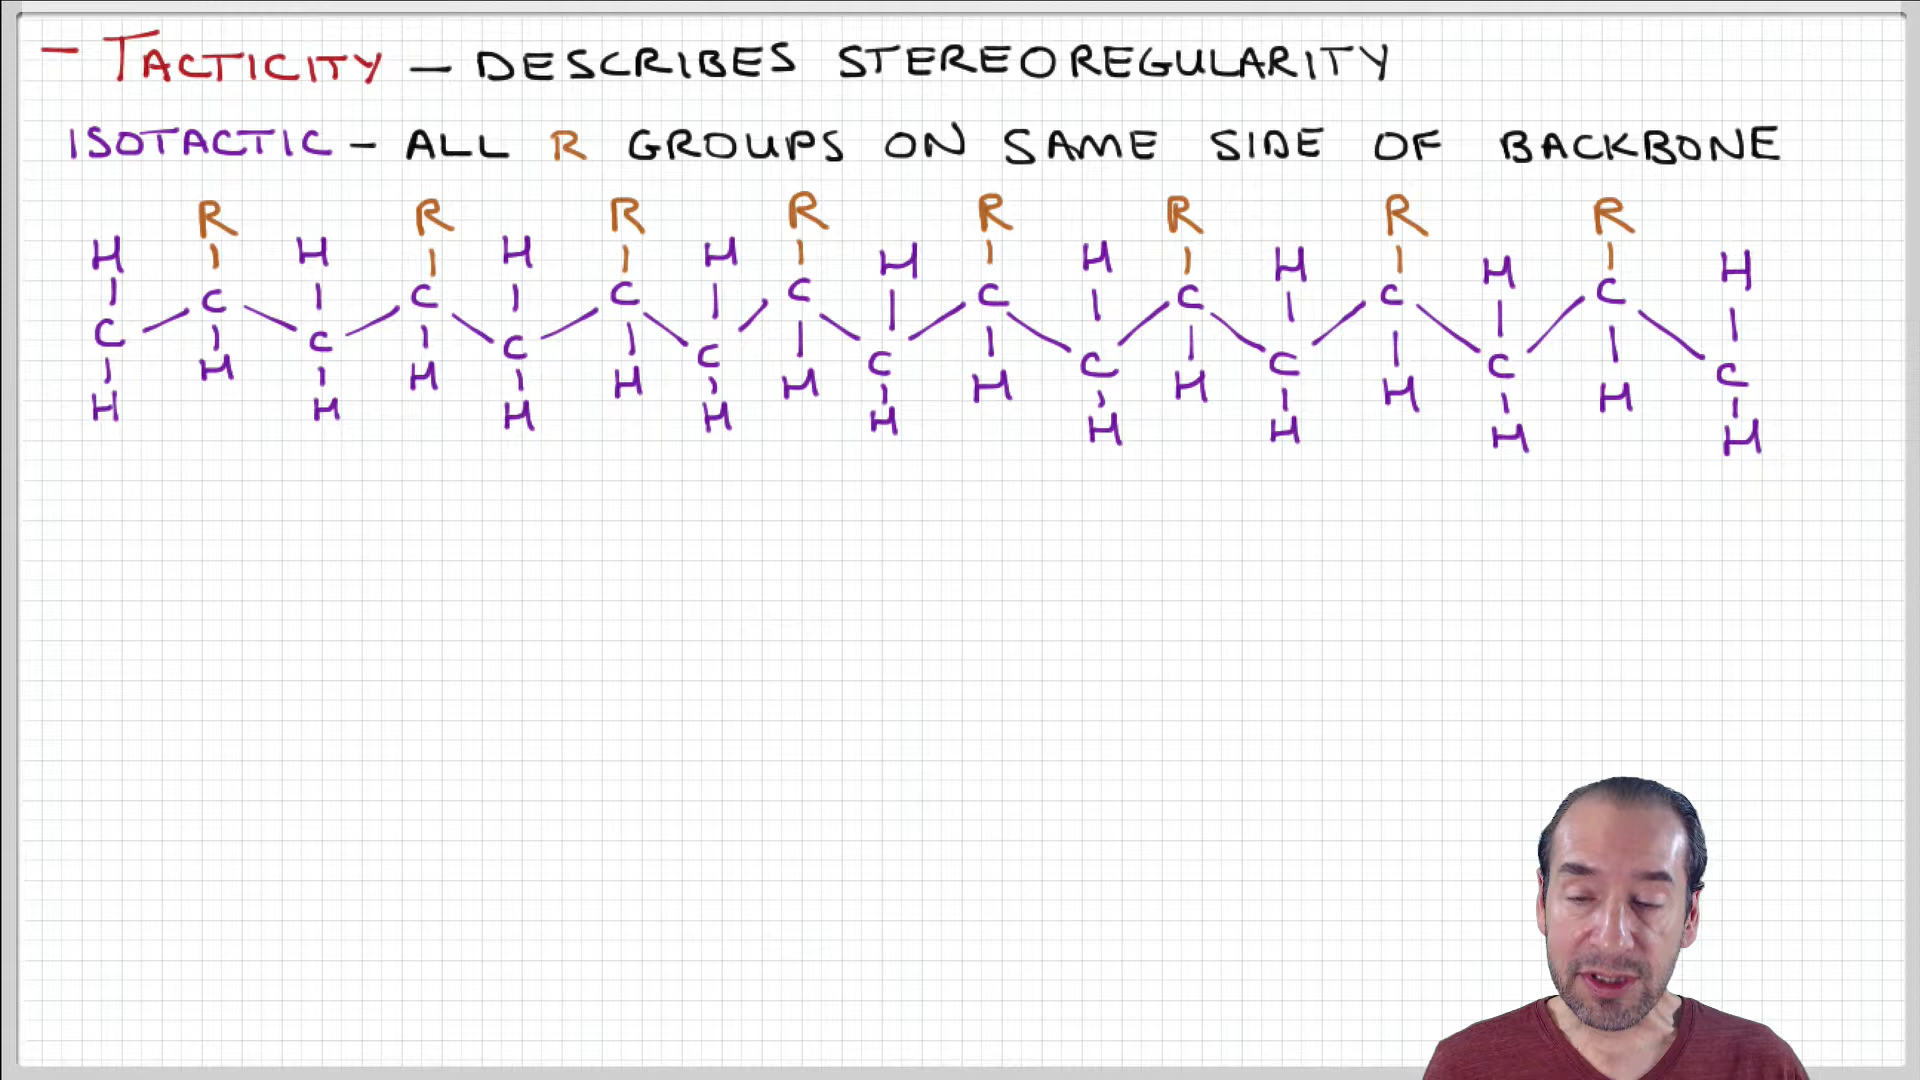 - TACTICITY - DESCRIBES STEREOREGULARITY
ISOTACTIC - ALL R GROUPS ON SAME SIDE OF BACKBONE
R R R R R R R R
H H H H H H H H H
C C C C C C C C
C C C C C C C C C
H H H H H H H H
H H H H H H H H H